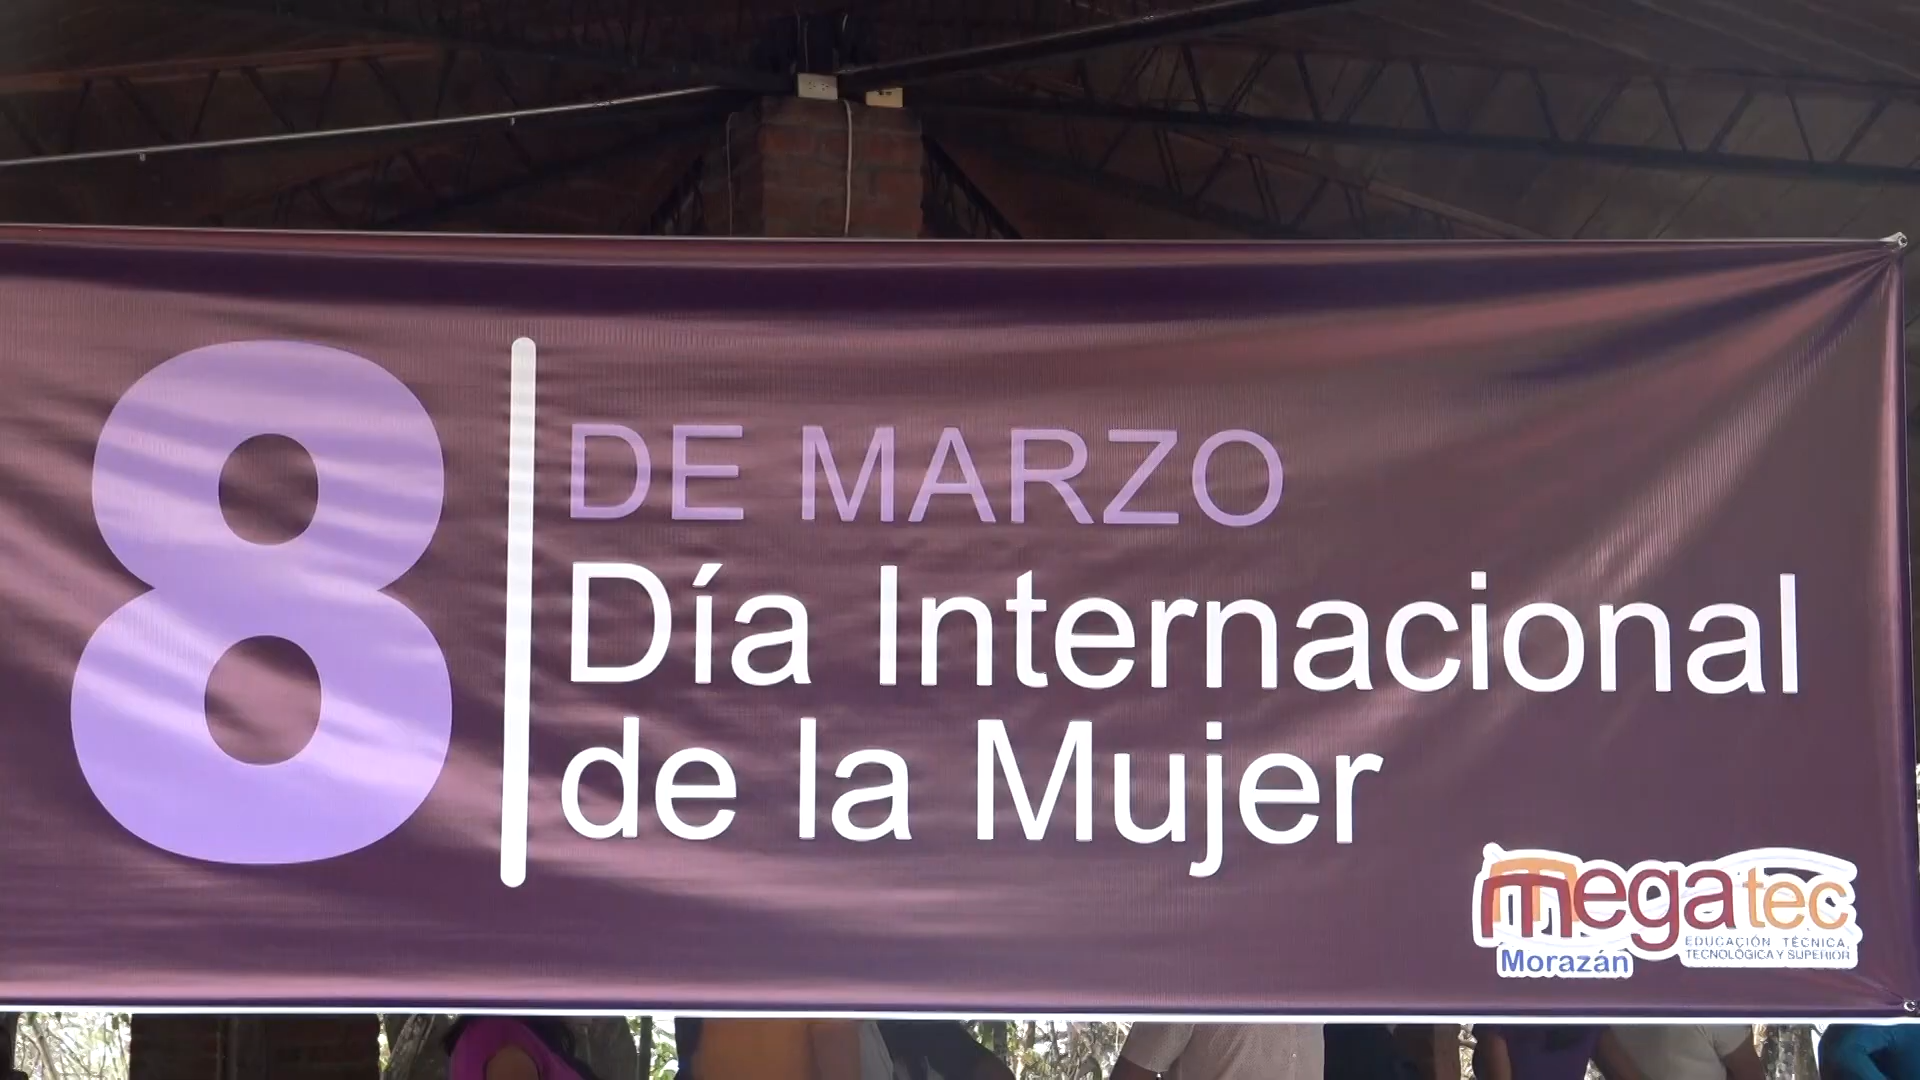 8
DE MARZO
Día Internacional
de la Mujer
megatec
EDUCACIÓN TÉCNICA,
TECNOLÓGICA Y SUPERIOR
Morazán